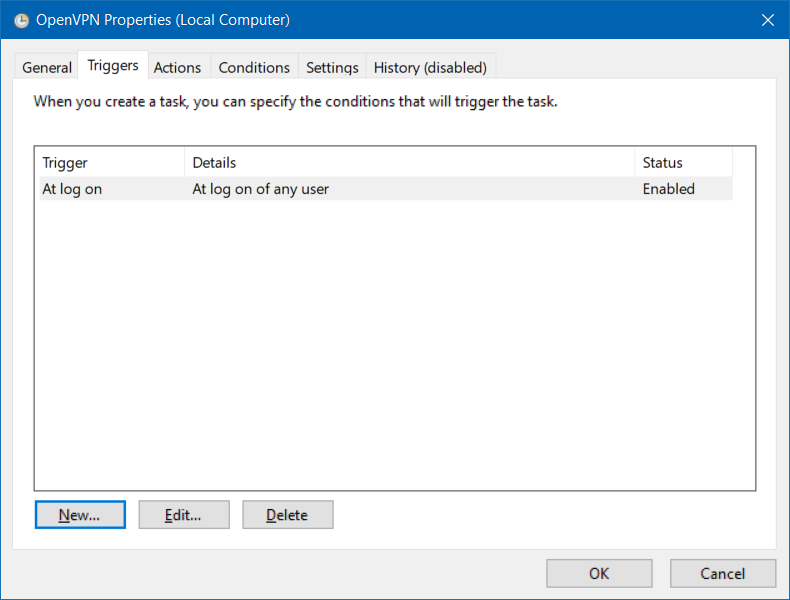 OpenVPN Properties (Local Computer)
General Triggers Actions Conditions Settings History (disabled)
When you create a task, you can specify the conditions that will trigger the task.
Trigger Details Status
At log on At log on of any user Enabled
New... Edit... Delete
OK Cancel